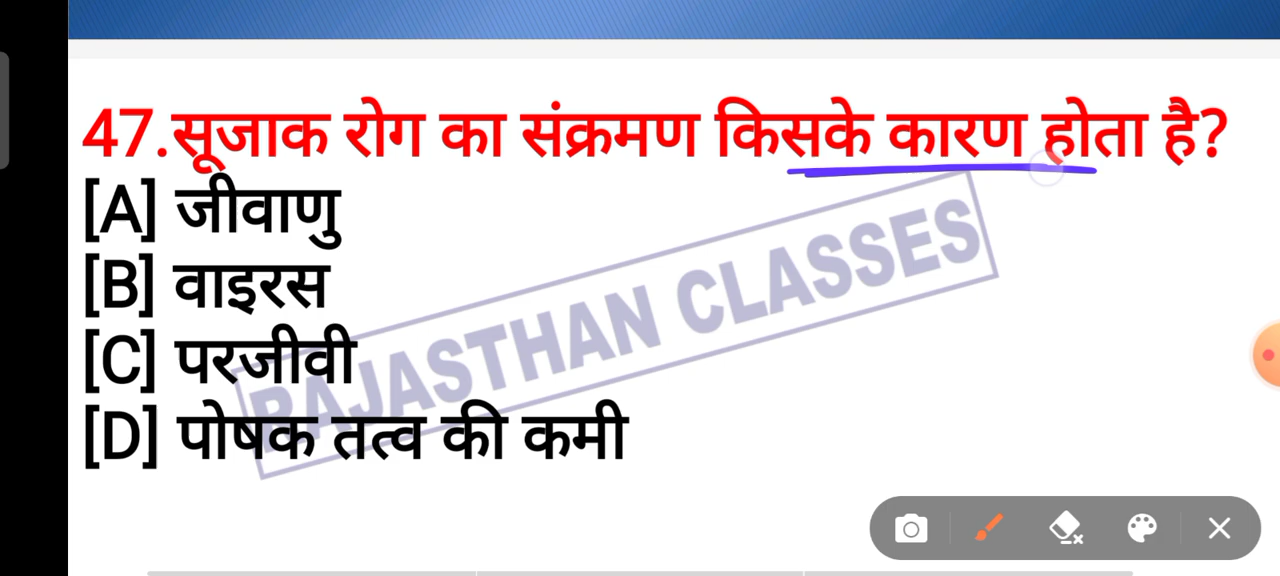 47.सूजाक रोग का संक्रमण किसके कारण होता है?
[A] जीवाणु
[B] वाइरस
[C] परजीवी
[D] पोषक तत्व की कमी
RAJASTHAN CLASSES